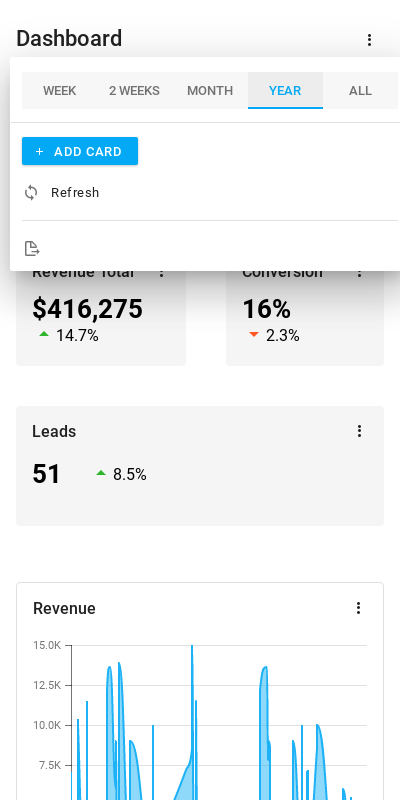 Dashboard
WEEK 2 WEEKS MONTH YEAR ALL
+ ADD CARD
Refresh
Revenue Total Conversion
$416,275 16%
14.7% 2.3%
Leads
51 8.5%
Revenue
15.0K
12.5K
10.0K
7.5K